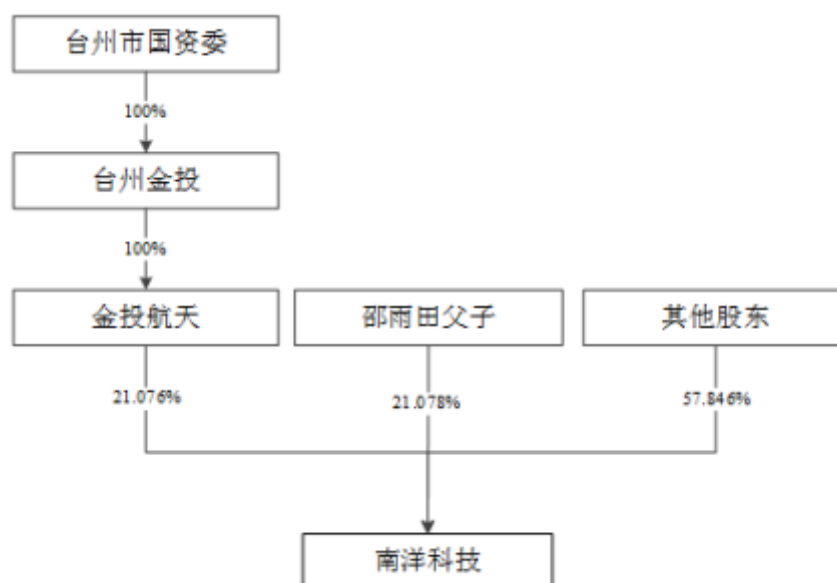 台州市国资委
100%
台州金投
100%
金投航天
邵雨田父子
其他股东
21.076%
21.078%
57.846%
南洋科技